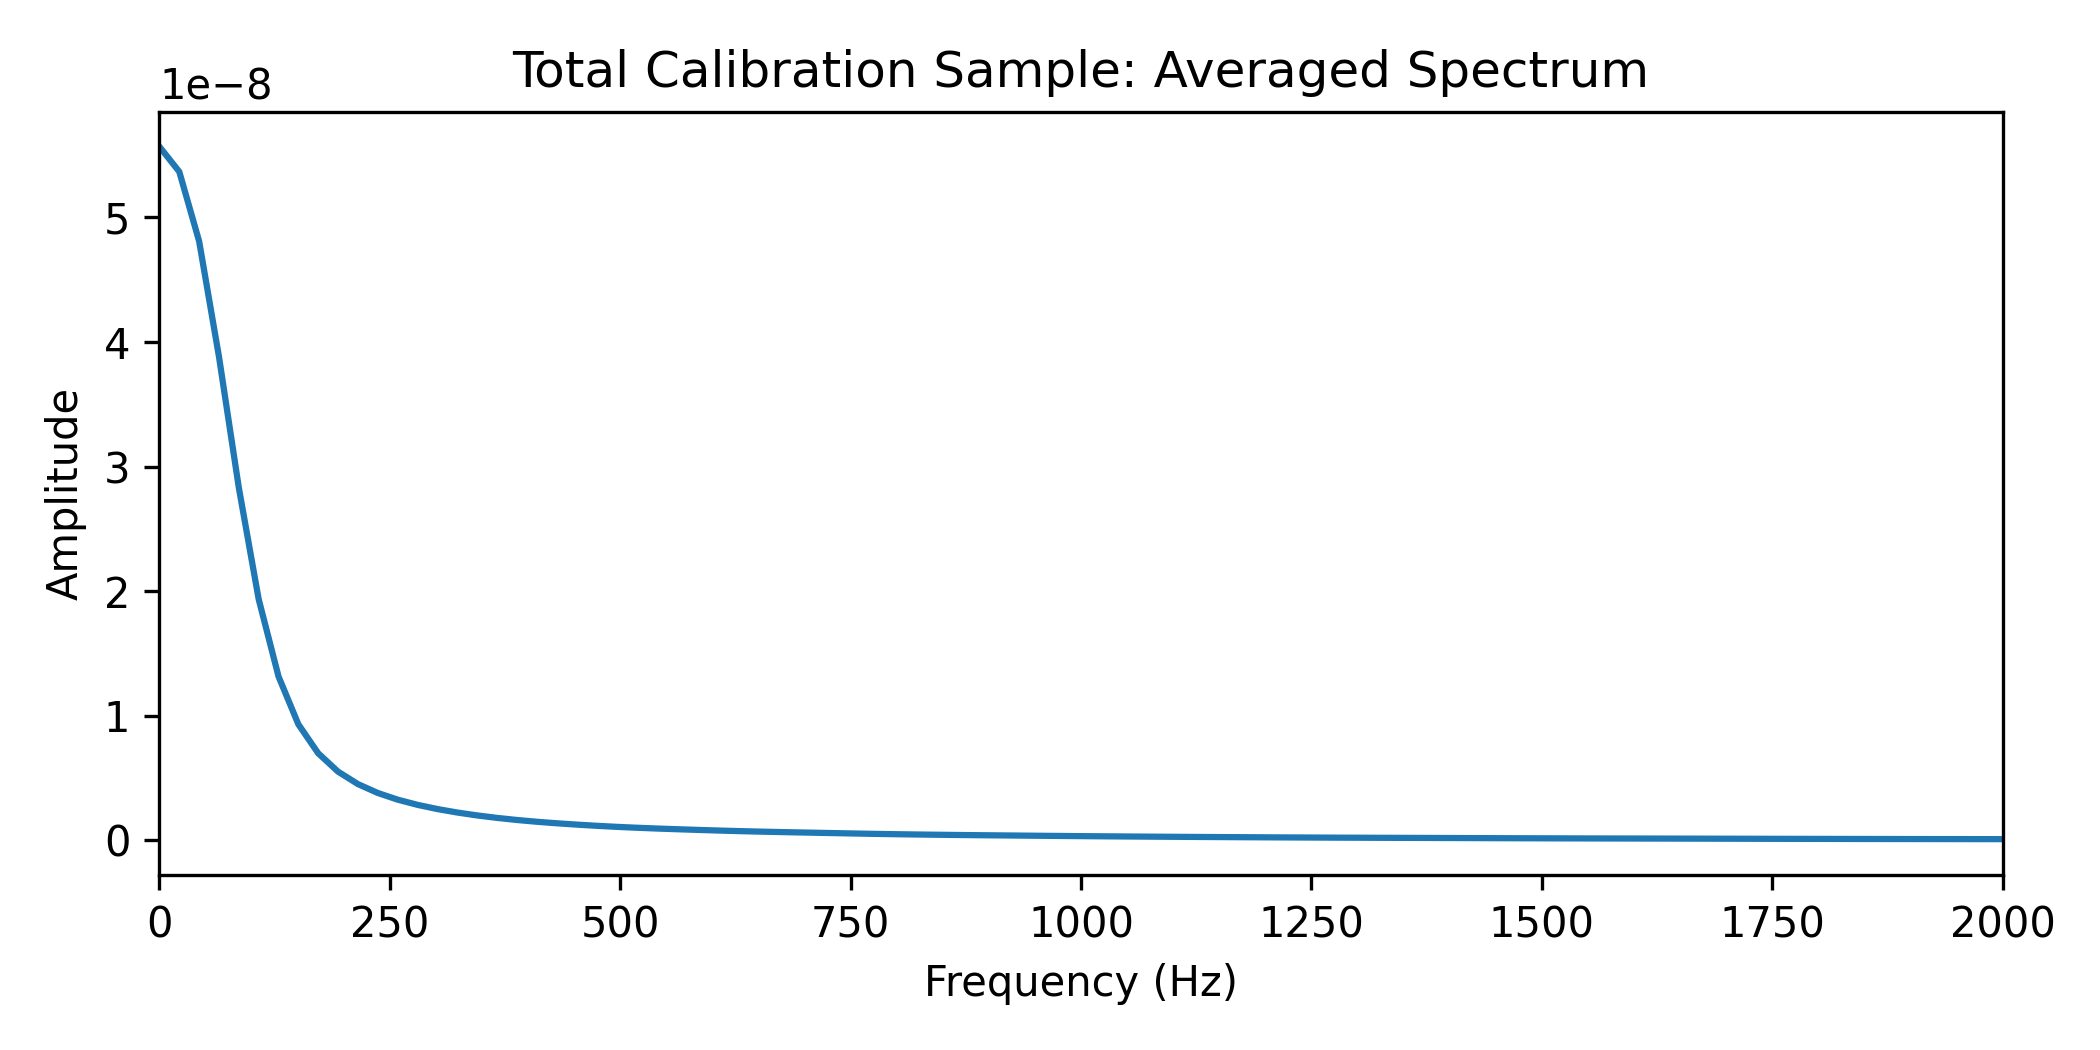 Total Calibration Sample: Averaged Spectrum
1e−8
5
4
3
2
1
0
Amplitude
0 250 500 750 1000 1250 1500 1750 2000
Frequency (Hz)